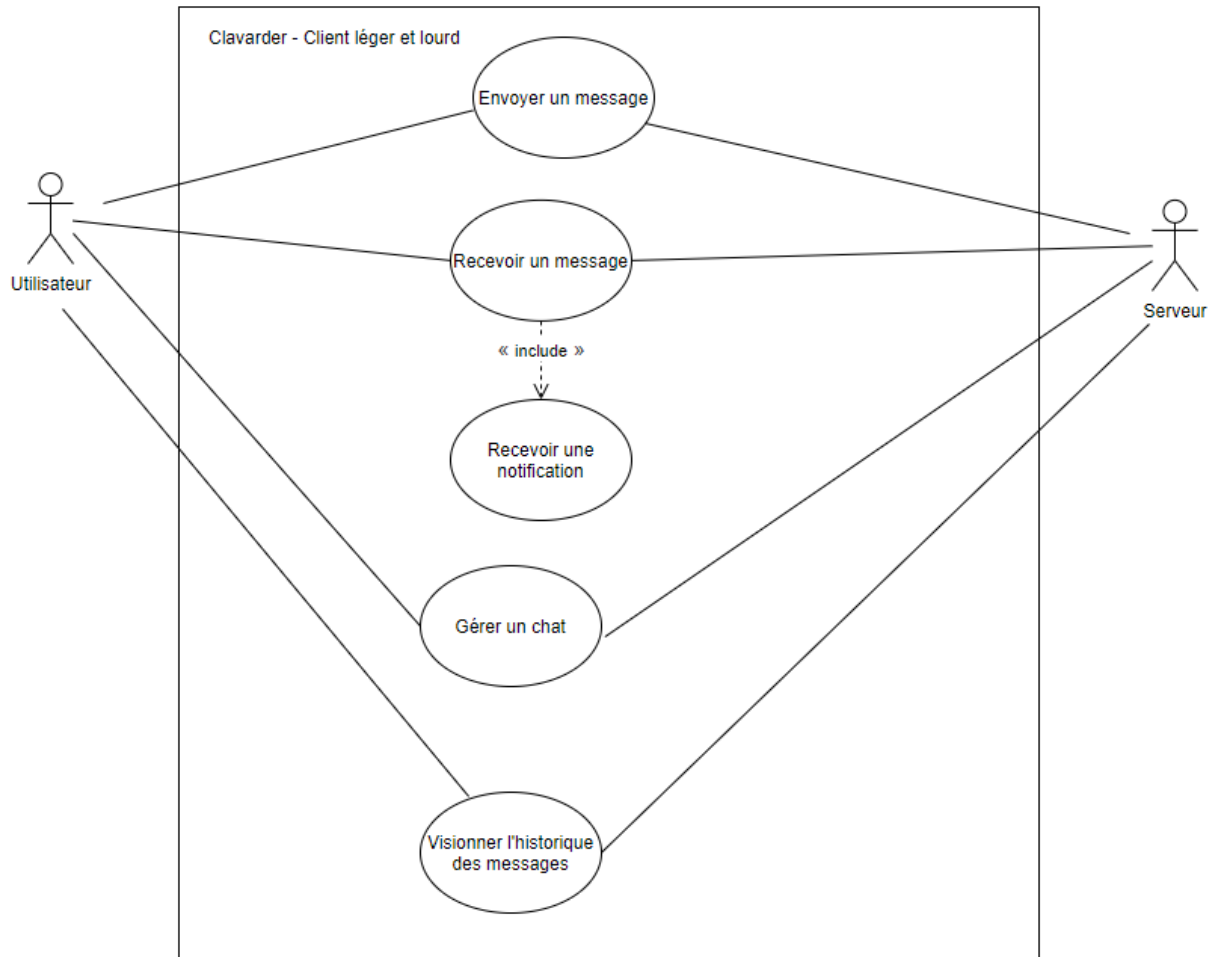 Clavarder - Client léger et lourd
Envoyer un message
Utilisateur
Recevoir un message
Serveur
« include »
Recevoir une
notification
Gérer un chat
Visionner l'historique
des messages